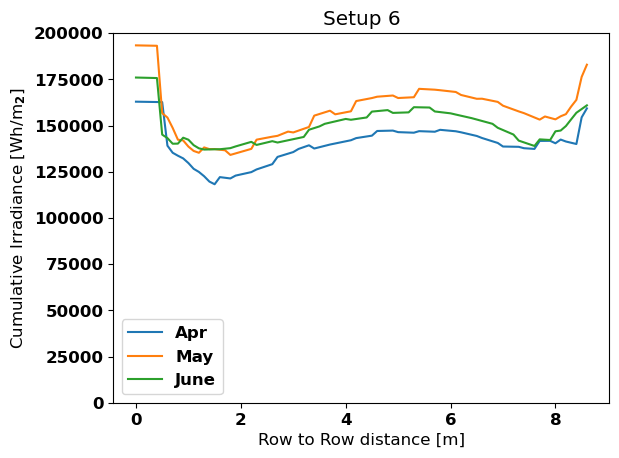 Setup 6
Cumulative Irradiance [Wh/m₂]
200000
175000
150000
125000
100000
75000
50000
25000
0
Apr
May
June
0 2 4 6 8
Row to Row distance [m]